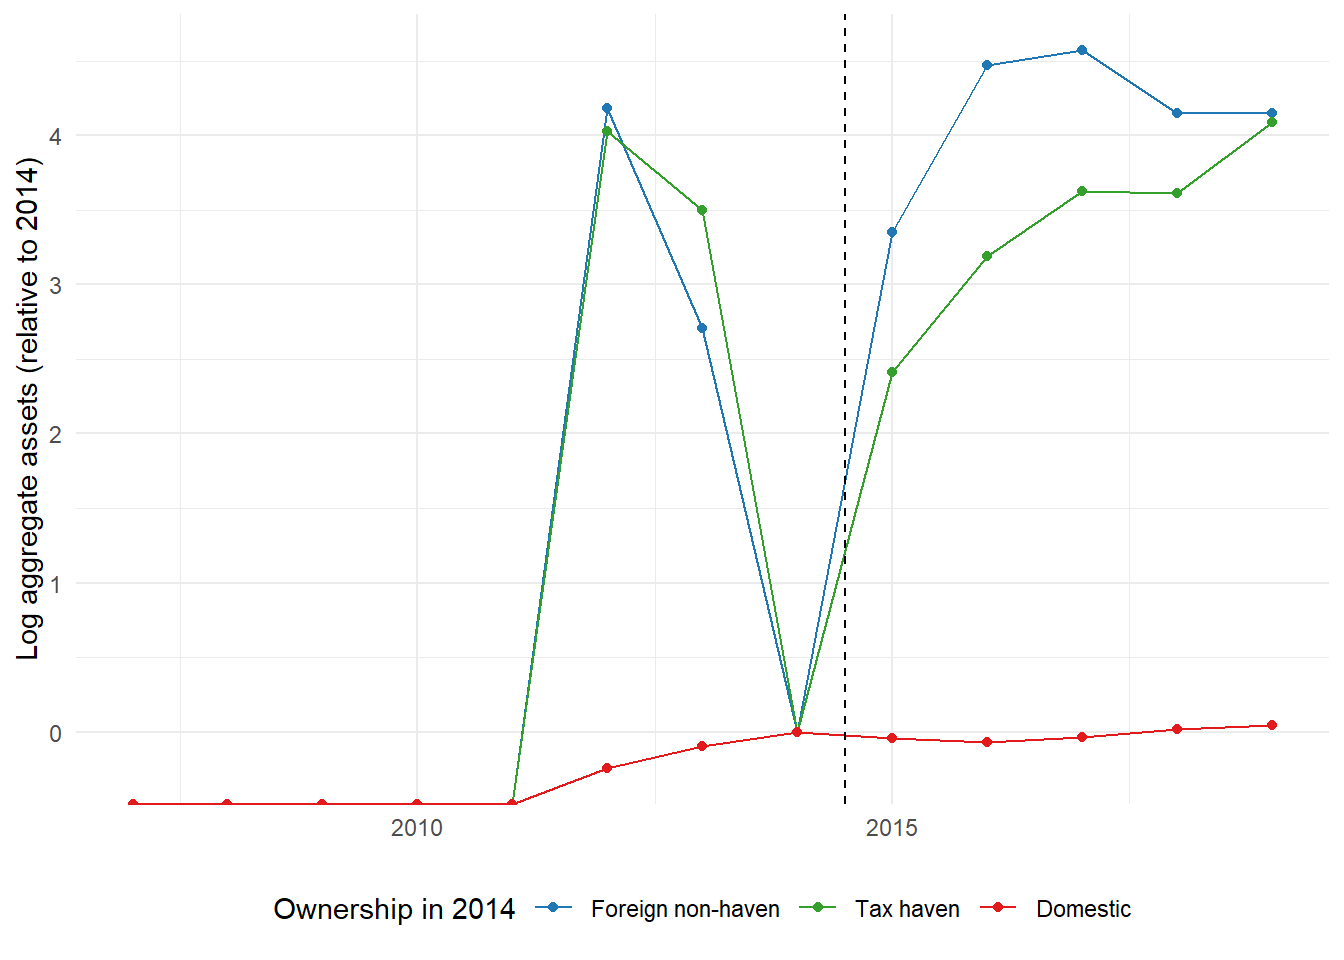 Log aggregate assets (relative to 2014)
4
3
2
1
0
2010
2015
Ownership in 2014
Foreign non-haven
Tax haven
Domestic